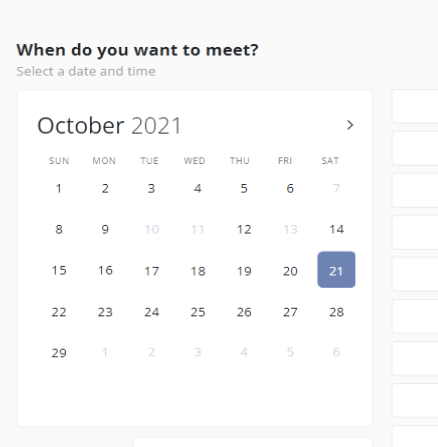 When do you want to meet?
Select a date and time
October 2021
SUN MON TUE WED THU FRI SAT
1 2 3 4 5 6 7
8 9 10 11 12 13 14
15 16 17 18 19 20 21
22 23 24 25 26 27 28
29 1 2 3 4 5 6